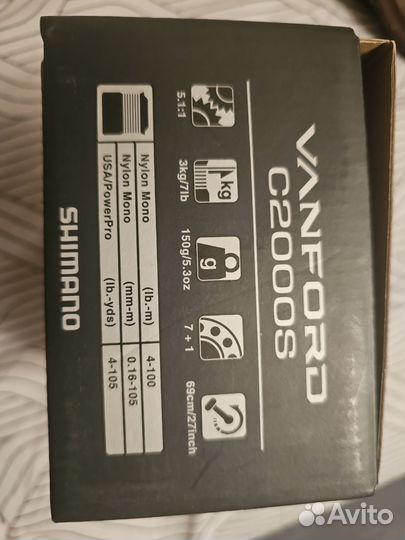 VANFORD
C2000S
5.1:1
kg
3kg/7lb
g
150g/5.3oz
7 + 1
69cm/27inch
Nylon Mono (lb.-m) 4-100
Nylon Mono (mm-m) 0.16-105
USA/PowerPro (lb.-yds) 4-105
SHIMANO
Avito